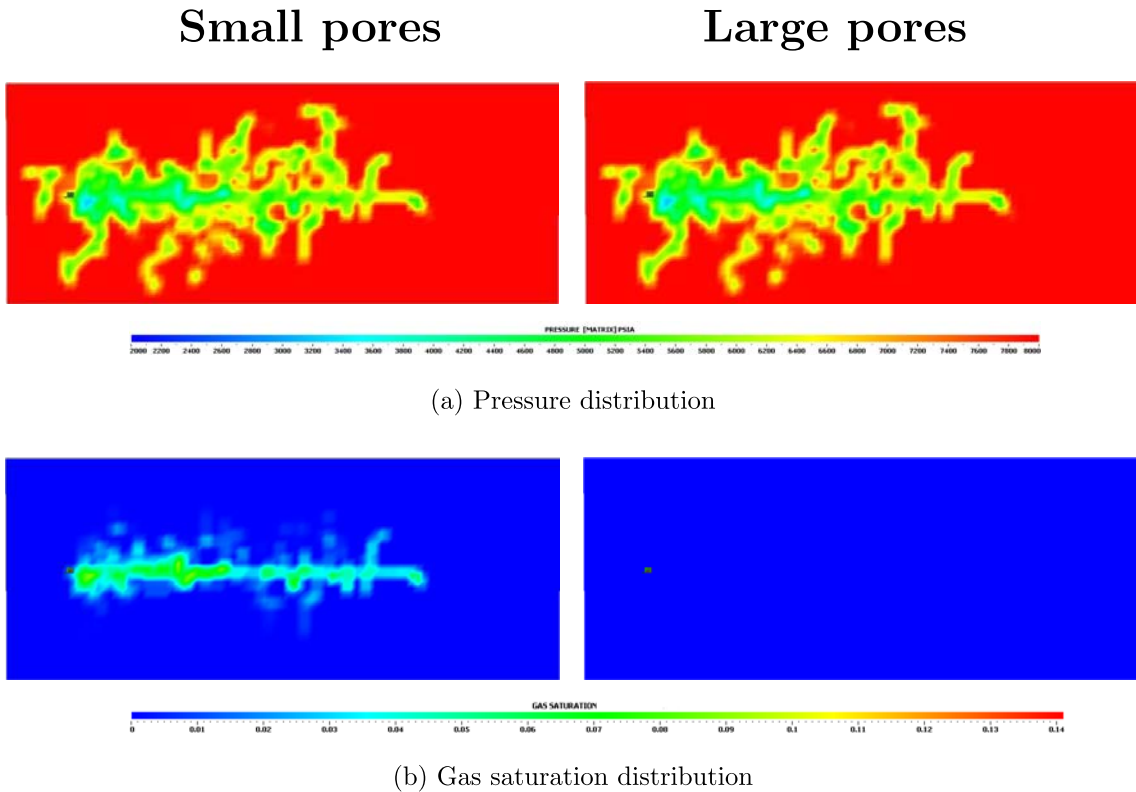 Small pores Large pores
PRESSURE [MATRIX] PSIA
2000 2200 2400 2600 2800 3000 3200 3400 3600 3800 4000 4200 4400 4600 4800 5000 5200 5400 5600 5800 6000 6200 6400 6600 6800 7000 7200 7400 7600 7800 8000
(a) Pressure distribution
GAS SATURATION
0 0.01 0.02 0.03 0.04 0.05 0.06 0.07 0.08 0.09 0.1 0.11 0.12 0.13 0.14
(b) Gas saturation distribution